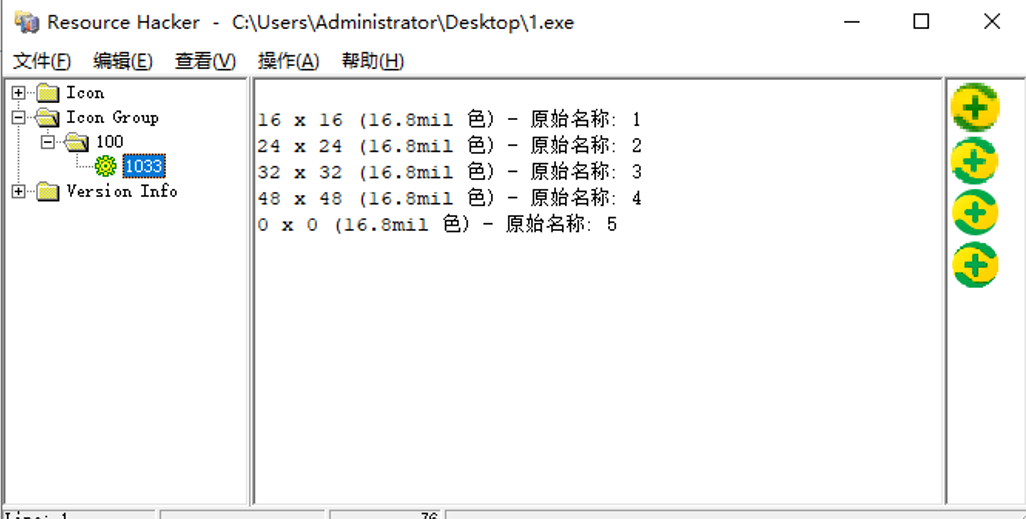 Resource Hacker - C:\Users\Administrator\Desktop\1.exe
文件(F) 编辑(E) 查看(V) 操作(A) 帮助(H)
Icon
Icon Group
100
1033
Version Info
16 x 16 (16.8mil 色) - 原始名称: 1
24 x 24 (16.8mil 色) - 原始名称: 2
32 x 32 (16.8mil 色) - 原始名称: 3
48 x 48 (16.8mil 色) - 原始名称: 4
0 x 0 (16.8mil 色) - 原始名称: 5
Line: 1
76